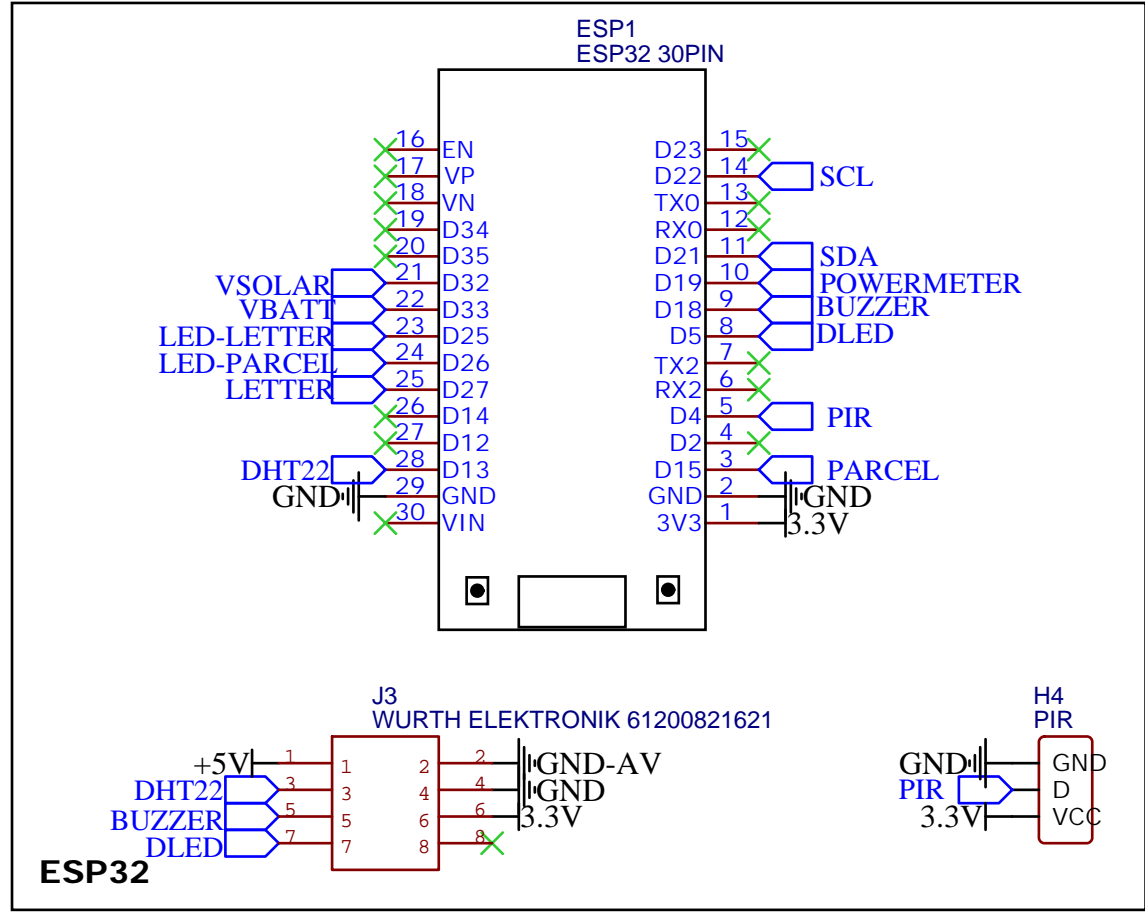 ESP1
ESP32 30PIN
16 EN D23 15
17 VP D22 14 SCL
18 VN TX0 13
19 D34 RX0 12
20 D35 D21 11 SDA
VSOLAR 21 D32 D19 10 POWERMETER
VBATT 22 D33 D18 9 BUZZER
LED-LETTER 23 D25 D5 8 DLED
LED-PARCEL 24 D26 TX2 7
LETTER 25 D27 RX2 6
26 D14 D4 5 PIR
27 D12 D2 4
DHT22 28 D13 D15 3 PARCEL
GND 29 GND GND 2 GND
30 VIN 3V3 1 3.3V
J3
WURTH ELEKTRONIK 61200821621
+5V 1 1 2 2 GND-AV
DHT22 3 3 4 4 GND
BUZZER 5 5 6 6 3.3V
DLED 7 7 8 8
H4
PIR
GND GND
PIR D
3.3V VCC
ESP32